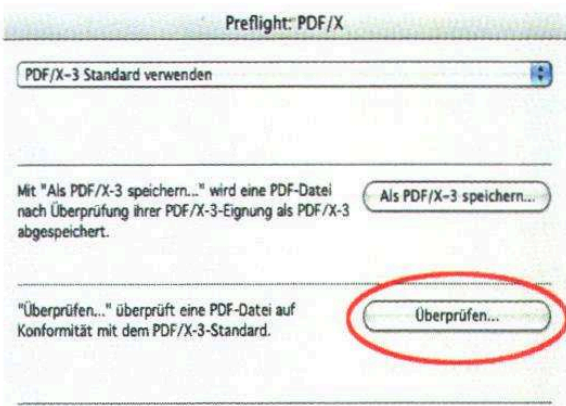 Preflight: PDF/X
PDF/X-3 Standard verwenden
Mit "Als PDF/X-3 speichern..." wird eine PDF-Datei
nach Überprüfung ihrer PDF/X-3-Eignung als PDF/X-3
abgespeichert.
Als PDF/X-3 speichern...
"Überprüfen..." überprüft eine PDF-Datei auf
Konformität mit dem PDF/X-3-Standard.
Überprüfen...